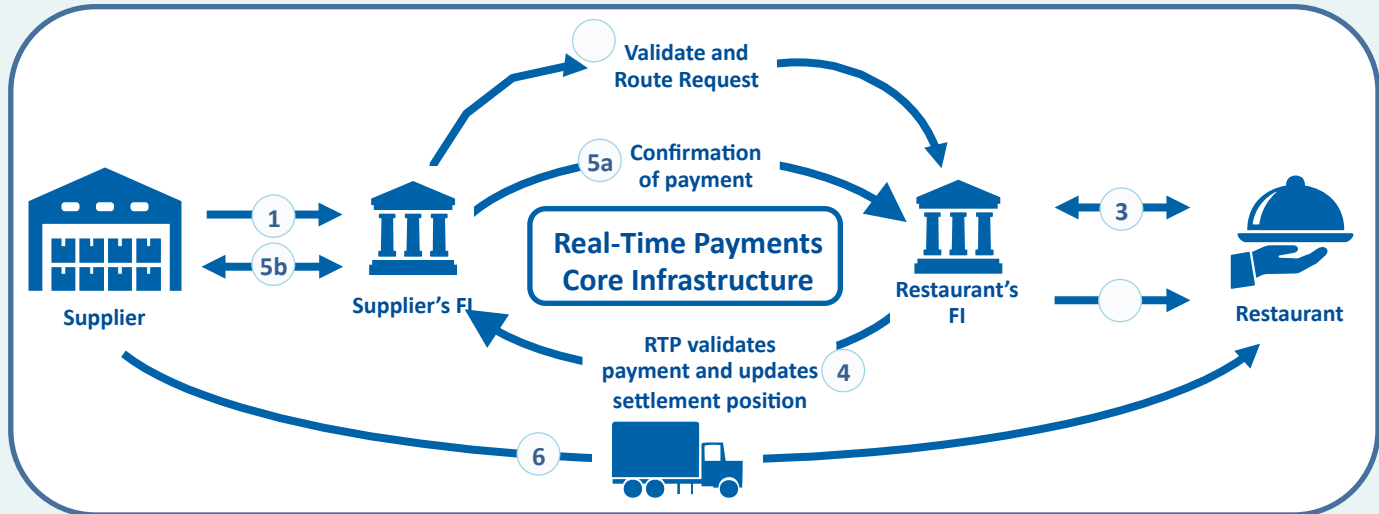 Validate and
Route Request
5a
Confirmation
of payment
1
3
Real-Time Payments
Core Infrastructure
5b
Supplier's FI
Restaurant's
FI
Supplier
Restaurant
RTP validates
payment and updates
settlement position
4
6